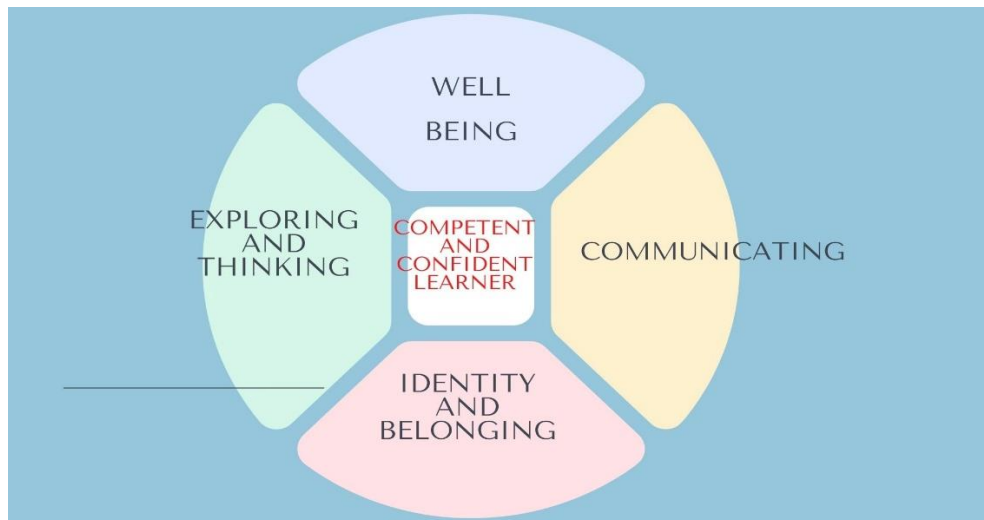 WELL
BEING
EXPLORING
AND
THINKING
COMPETENT
AND
CONFIDENT
LEARNER
COMMUNICATING
IDENTITY
AND
BELONGING